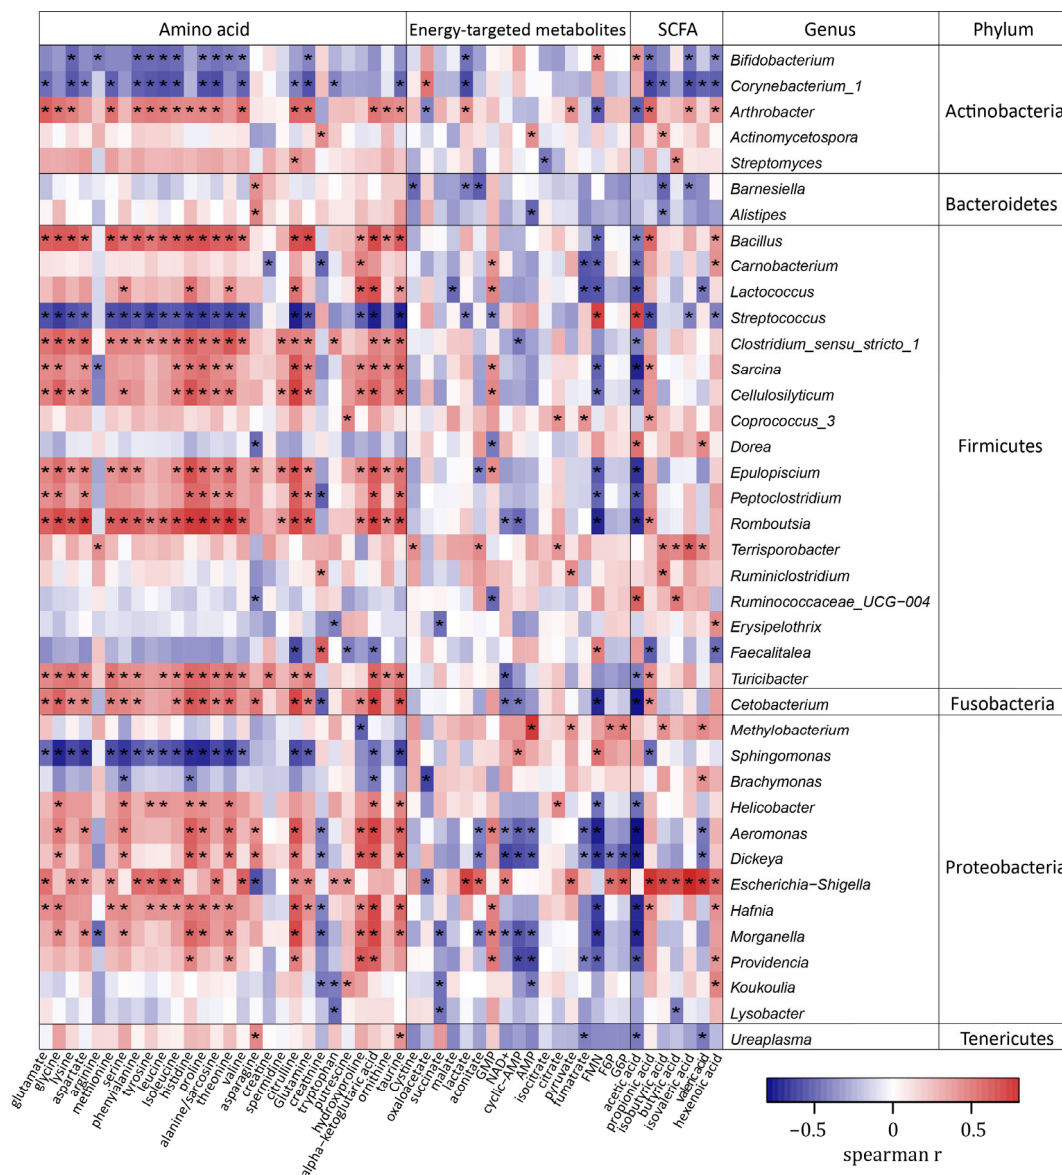 Amino acid Energy-targeted metabolites SCFA Genus Phylum
Bifidobacterium
Corynebacterium_1
Arthrobacter
Actinobacteria
Actinomycetospora
Streptomyces
Barnesiella
Bacteroidetes
Alistipes
Bacillus
Carnobacterium
Lactococcus
Streptococcus
Clostridium_sensu_stricto_1
Sarcina
Cellulosilyticum
Coprococcus_3
Dorea
Firmicutes
Epulopiscium
Peptoclostridium
Romboutsia
Terrisporobacter
Ruminiclostridium
Ruminococcaceae_UCG−004
Erysipelothrix
Faecalitalea
Turicibacter
Cetobacterium
Fusobacteria
Methylobacterium
Sphingomonas
Brachymonas
Helicobacter
Aeromonas
Dickeya
Proteobacteria
Escherichia−Shigella
Hafnia
Morganella
Providencia
Koukoulia
Lysobacter
Ureaplasma
Tenericutes
glutamate
glycine
lysine
aspartate
arginine
methionine
serine
phenylalanine
tyrosine
leucine
Isoleucine
histidine
proline
alanine/sarcosine
threonine
valine
asparagine
creatine
spermidine
citrulline
Glutamine
creatinine
tryptophan
putrescine
hydroxyproline
alpha−ketoglutaric acid
ornithine
taurine
Cystine
oxaloacetate
succinate
malate
lactate
aconitate
GMP
NAD+
cyclic−AMP
AMP
isocitrate
citrate
pyruvate
fumatrate
FMN
F6P
G6P
acetic acid
propionic acid
isobutyric acid
butyric acid
isovaleric acid
valeric acid
hexenoic acid
−0.5 0 0.5
spearman r